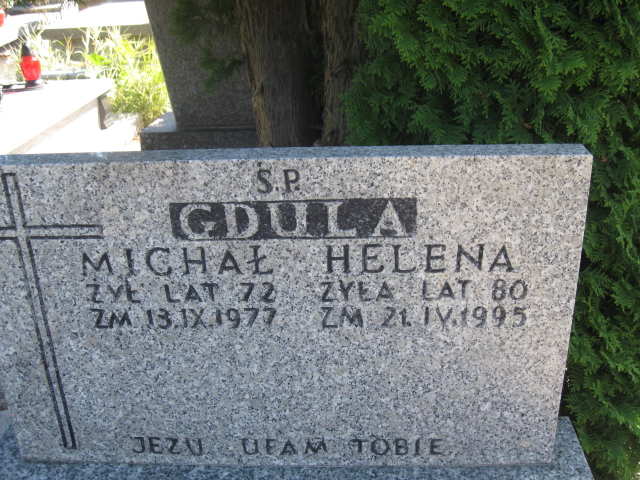 Ś.P.
GDULA
MICHAŁ HELENA
ŻYŁ LAT 72 ŻYŁA LAT 80
ZM 13.IX.1977 ZM 21.IV.1995
JEZU UFAM TOBIE